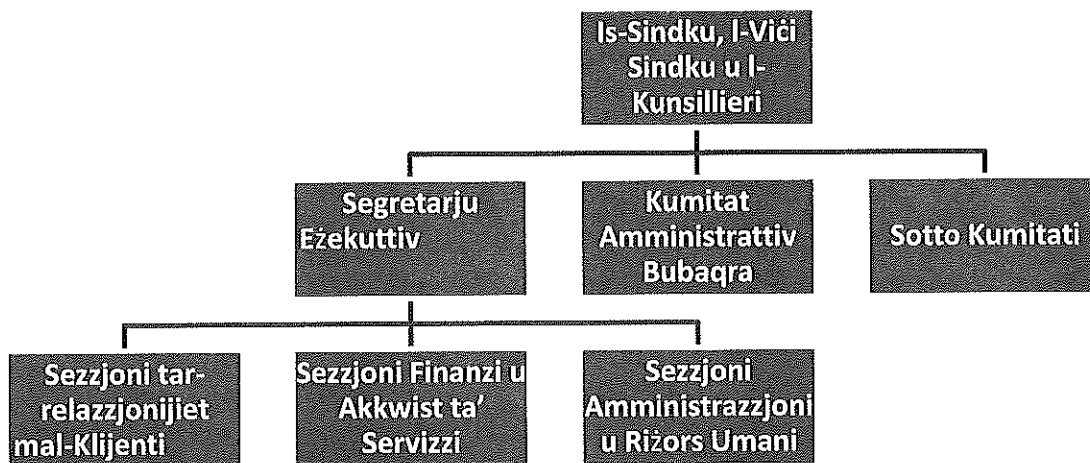 Is-Sindku, l-Viċi
Sindku u l-
Kunsillieri
Segretarju
Eżekuttiv
Kumitat
Amministrattiv
Bubaqra
Sotto Kumitati
Sezzjoni tar-
relazzjonijiet
mal-Klijenti
Sezzjoni Finanzi u
Akkwist ta’
Servizzi
Sezzjoni
Amministrazzjoni
u Riżors Umani